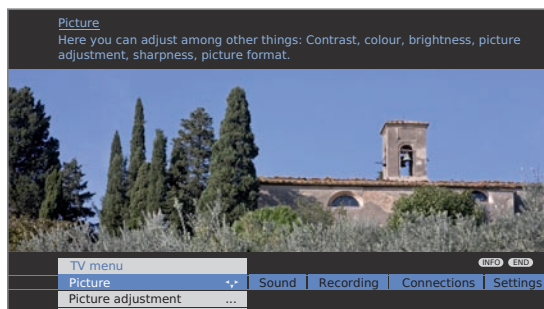 Picture
Here you can adjust among other things: Contrast, colour, brightness, picture
adjustment, sharpness, picture format.
TV menu
INFO END
Picture Sound Recording Connections Settings
Picture adjustment ...